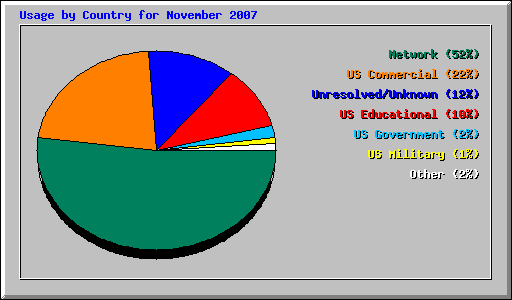 Usage by Country for November 2007
Network (52%)
US Commercial (22%)
Unresolved/Unknown (12%)
US Educational (10%)
US Government (2%)
US Military (1%)
Other (2%)